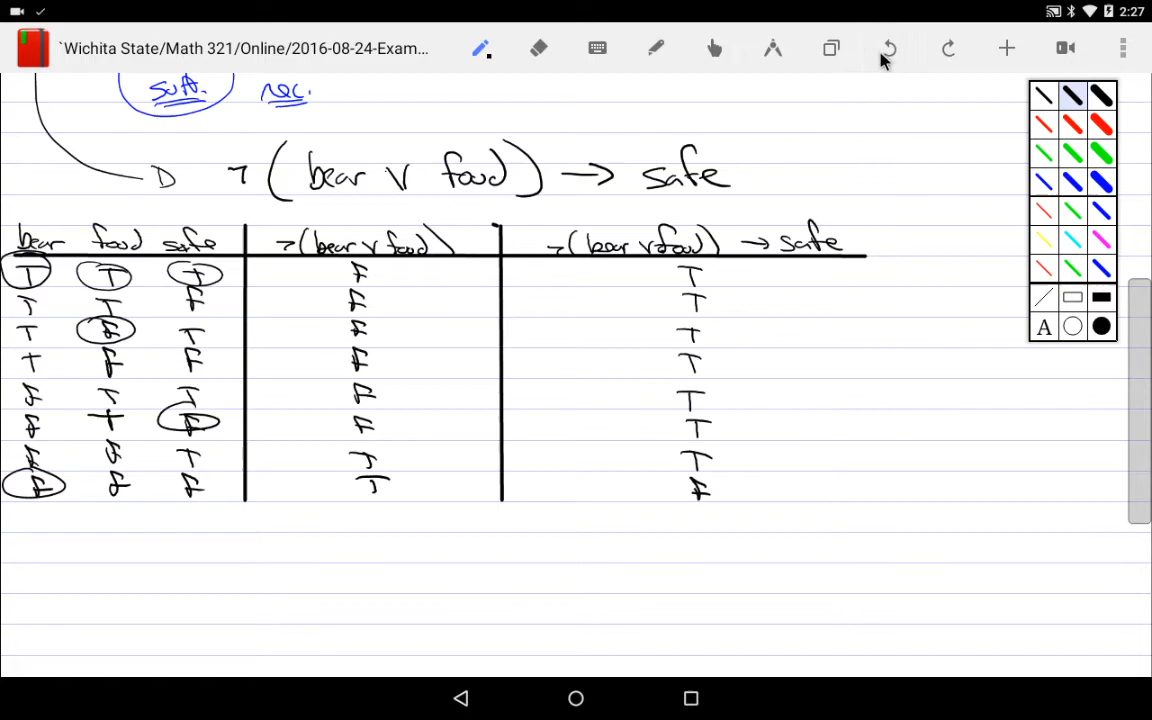 2:27
`Wichita State/Math 321/Online/2016-08-24-Exam...
suff. nec.
D ¬(bear ∨ food) → safe
bear food safe ¬(bear ∨ food) ¬(bear ∨ food) → safe
T T T F T
T T F F T
T F T F T
T F F F T
F T T F T
F T F F T
F F T T T
F F F T F
A